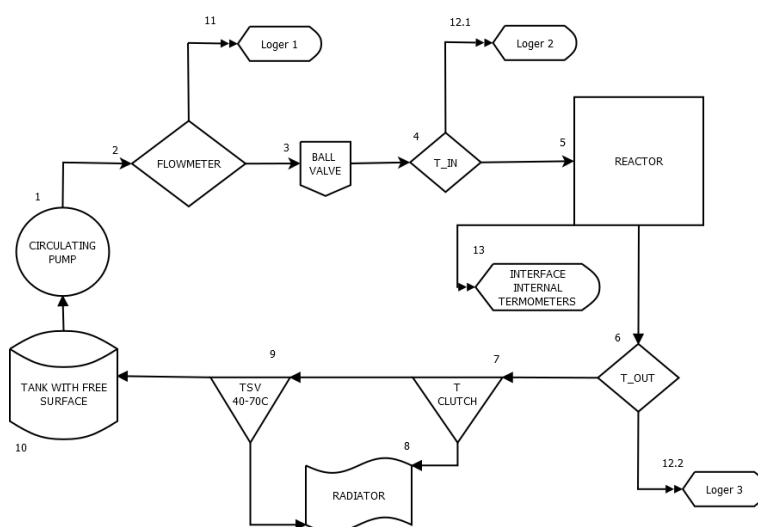 11
Loger 1
12.1
Loger 2
2
FLOWMETER
3
BALL
VALVE
4
T_IN
5
REACTOR
1
CIRCULATING
PUMP
13
INTERFACE
INTERNAL
TERMOMETERS
6
T_OUT
7
T
CLUTCH
9
TSV
40-70C
TANK WITH FREE
SURFACE
10
8
RADIATOR
12.2
Loger 3